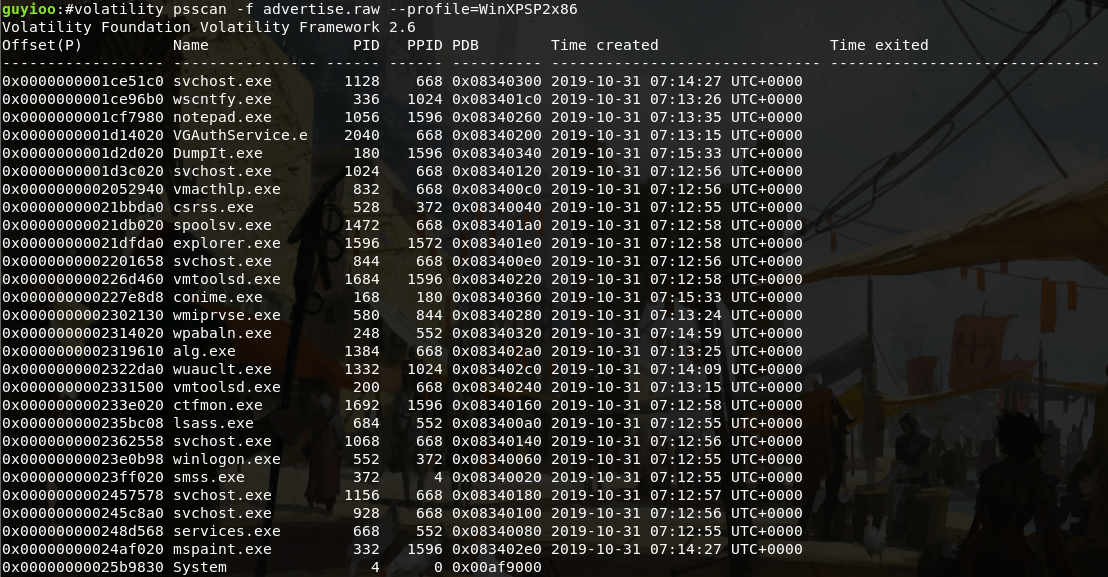 guyioo:#volatility psscan -f advertise.raw --profile=WinXPSP2x86
Volatility Foundation Volatility Framework 2.6
Offset(P)          Name                PID   PPID PDB        Time created                   Time exited
------------------ ---------------- ------ ------ ---------- ------------------------------ ------------------------------
0x0000000001ce51c0 svchost.exe        1128    668 0x08340300 2019-10-31 07:14:27 UTC+0000
0x0000000001ce96b0 wscntfy.exe         336   1024 0x083401c0 2019-10-31 07:13:26 UTC+0000
0x0000000001cf7980 notepad.exe        1056   1596 0x08340260 2019-10-31 07:13:35 UTC+0000
0x0000000001d14020 VGAuthService.e    2040    668 0x08340200 2019-10-31 07:13:15 UTC+0000
0x0000000001d2d020 DumpIt.exe          180   1596 0x08340340 2019-10-31 07:15:33 UTC+0000
0x0000000001d3c020 svchost.exe        1024    668 0x08340120 2019-10-31 07:12:56 UTC+0000
0x0000000002052940 vmacthlp.exe        832    668 0x083400c0 2019-10-31 07:12:56 UTC+0000
0x00000000021bbda0 csrss.exe           528    372 0x08340040 2019-10-31 07:12:55 UTC+0000
0x00000000021db020 spoolsv.exe        1472    668 0x083401a0 2019-10-31 07:12:58 UTC+0000
0x00000000021dfda0 explorer.exe       1596   1572 0x083401e0 2019-10-31 07:12:58 UTC+0000
0x0000000002201658 svchost.exe         844    668 0x083400e0 2019-10-31 07:12:56 UTC+0000
0x000000000226d460 vmtoolsd.exe       1684   1596 0x08340220 2019-10-31 07:12:58 UTC+0000
0x000000000227e8d8 conime.exe          168    180 0x08340360 2019-10-31 07:15:33 UTC+0000
0x0000000002302130 wmiprvse.exe        580    844 0x08340280 2019-10-31 07:13:24 UTC+0000
0x0000000002314020 wpabaln.exe         248    552 0x08340320 2019-10-31 07:14:59 UTC+0000
0x0000000002319610 alg.exe            1384    668 0x083402a0 2019-10-31 07:13:25 UTC+0000
0x0000000002322da0 wuauclt.exe        1332   1024 0x083402c0 2019-10-31 07:14:09 UTC+0000
0x0000000002331500 vmtoolsd.exe        200    668 0x08340240 2019-10-31 07:13:15 UTC+0000
0x000000000233e020 ctfmon.exe         1692   1596 0x08340160 2019-10-31 07:12:58 UTC+0000
0x000000000235bc08 lsass.exe           684    552 0x083400a0 2019-10-31 07:12:55 UTC+0000
0x0000000002362558 svchost.exe        1068    668 0x08340140 2019-10-31 07:12:56 UTC+0000
0x00000000023e0b98 winlogon.exe        552    372 0x08340060 2019-10-31 07:12:55 UTC+0000
0x00000000023ff020 smss.exe            372      4 0x08340020 2019-10-31 07:12:55 UTC+0000
0x0000000002457578 svchost.exe        1156    668 0x08340180 2019-10-31 07:12:57 UTC+0000
0x000000000245c8a0 svchost.exe         928    668 0x08340100 2019-10-31 07:12:56 UTC+0000
0x000000000248d568 services.exe        668    552 0x08340080 2019-10-31 07:12:55 UTC+0000
0x00000000024af020 mspaint.exe         332   1596 0x083402e0 2019-10-31 07:14:27 UTC+0000
0x00000000025b9830 System                4      0 0x00af9000